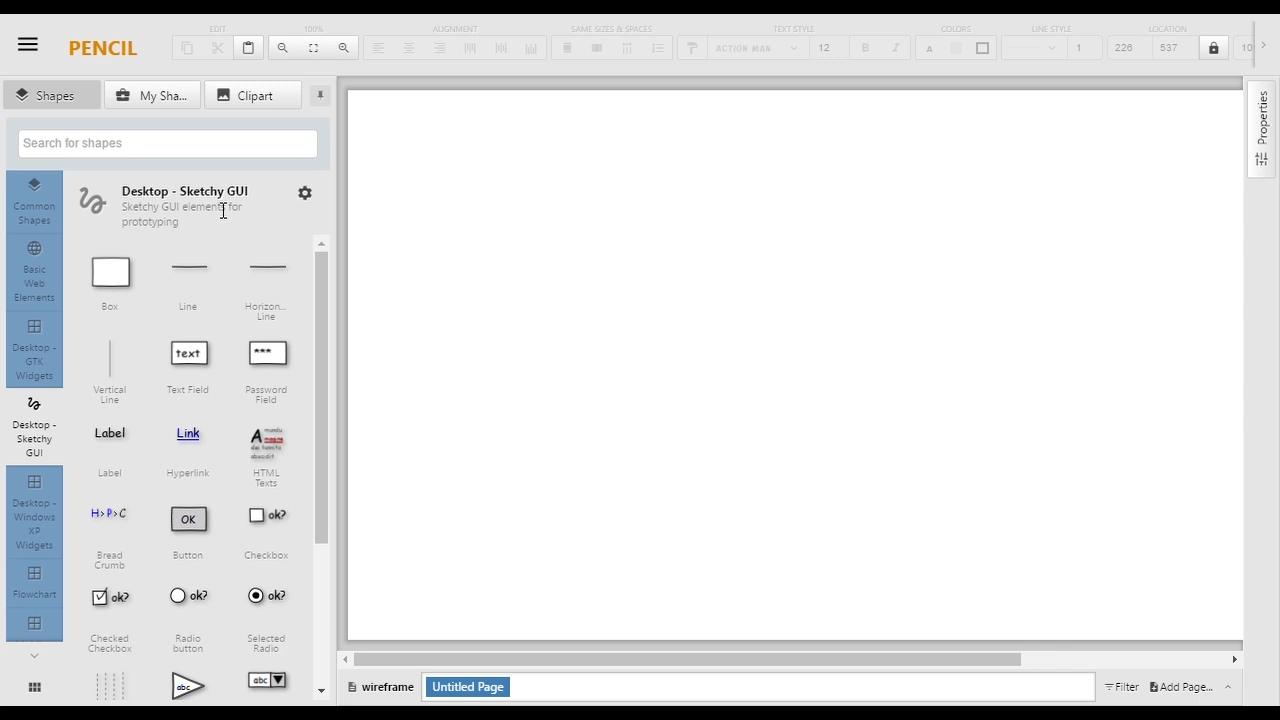 PENCIL
EDIT
100%
ALIGNMENT
SAME SIZES & SPACES
TEXT STYLE
COLORS
LINE STYLE
LOCATION
ACTION MAN
12
B
I
A
1
226
537
10
Shapes
My Sha...
Clipart
Properties
Search for shapes
Desktop - Sketchy GUI
Sketchy GUI elements for
prototyping
Common
Shapes
Basic
Web
Elements
Desktop -
GTK
Widgets
Desktop -
Sketchy
GUI
Desktop -
Windows
XP
Widgets
Flowchart
Box
Line
Horizon...
Line
text
***
Vertical
Line
Text Field
Password
Field
Label
Link
A
Label
Hyperlink
HTML
Texts
H>P>C
OK
ok?
Bread
Crumb
Button
Checkbox
ok?
ok?
ok?
Checked
Checkbox
Radio
button
Selected
Radio
abc
abc
wireframe
Untitled Page
Filter
Add Page...